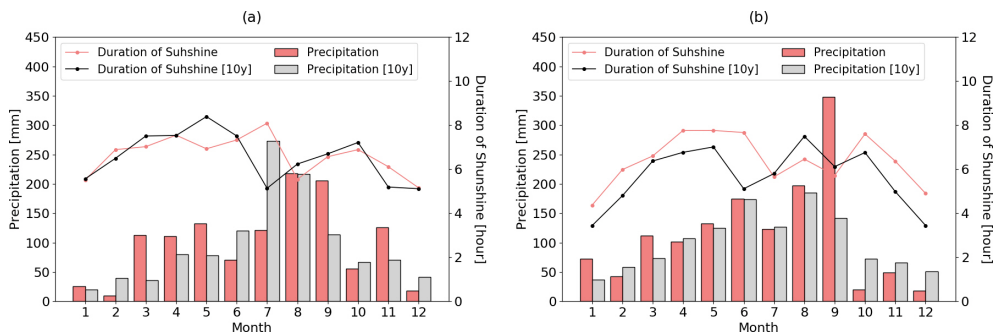 (a)
Duration of Suhshine
Duration of Suhshine [10y]
Precipitation
Precipitation [10y]
Precipitation [mm]
450
400
350
300
250
200
150
100
50
0
12
10
8
6
4
2
0
Duration of Shunshine [hour]
1 2 3 4 5 6 7 8 9 10 11 12
Month
(b)
Duration of Suhshine
Duration of Suhshine [10y]
Precipitation
Precipitation [10y]
Precipitation [mm]
450
400
350
300
250
200
150
100
50
0
12
10
8
6
4
2
0
Duration of Shunshine [hour]
1 2 3 4 5 6 7 8 9 10 11 12
Month